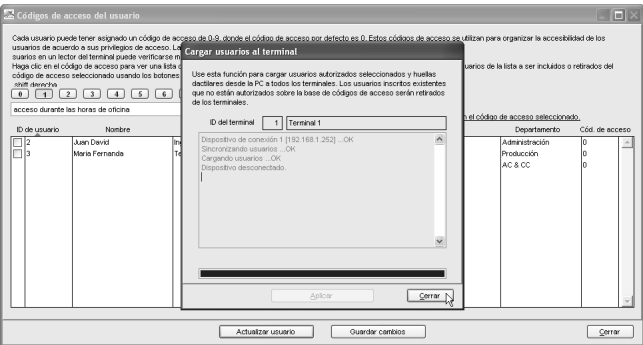 Códigos de acceso del usuario
Cada usuario puede tener asignado un código de acceso de 0-9, donde el código de acceso por defecto es 0. Estos códigos de acceso se utilizan para organizar la accesibilidad de los
usuarios de acuerdo a sus privilegios de acceso. La
suarios en un lector del terminal puede verificarse m
Haga clic en el código de acceso para ver una lista d
usuarios de la lista a ser incluidos o retirados del
código de acceso seleccionado usando los botones
shift derecha
0 1 2 3 4 5 6
acceso durante las horas de oficina
n el código de acceso seleccionado.
ID de usuario Nombre Departamento Cód. de acceso
2 Juan David Ing Administración 0
3 Maria Fernanda Te Producción 0
AC & CC 0
Cargar usuarios al terminal
Use esta función para cargar usuarios autorizados seleccionados y huellas
dactilares desde la PC a todos los terminales. Los usuarios inscritos existentes
que no están autorizados sobre la base de códigos de acceso serán retirados
de los terminales.
ID del terminal 1 Terminal 1
Dispositivo de conexión 1 [192.168.1.252] ...OK
Sincronizando usuarios ...OK
Cargando usuarios ...OK
Dispositivo desconectado.
Aplicar Cerrar
Actualizar usuario Guardar cambios Cerrar